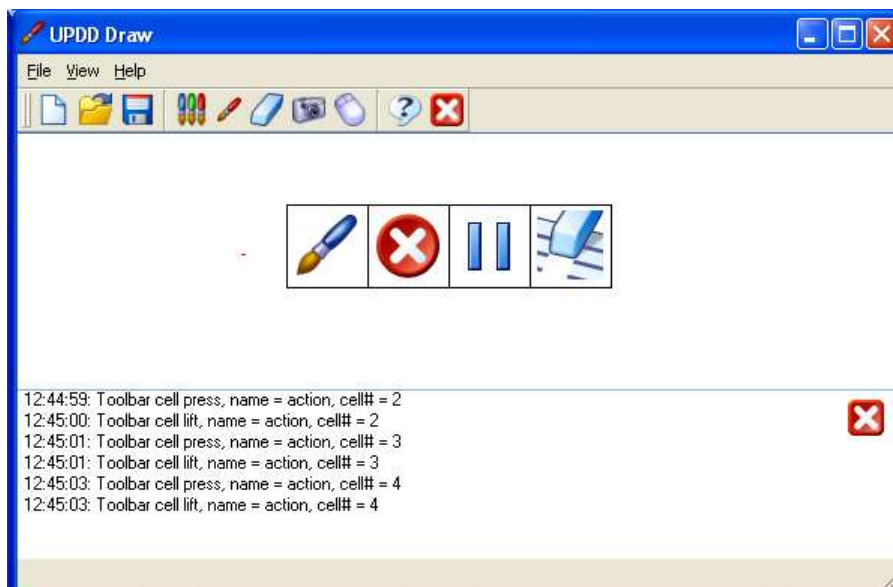 UPDD Draw
File View Help
12:44:59: Toolbar cell press, name = action, cell# = 2
12:45:00: Toolbar cell lift, name = action, cell# = 2
12:45:01: Toolbar cell press, name = action, cell# = 3
12:45:01: Toolbar cell lift, name = action, cell# = 3
12:45:03: Toolbar cell press, name = action, cell# = 4
12:45:03: Toolbar cell lift, name = action, cell# = 4